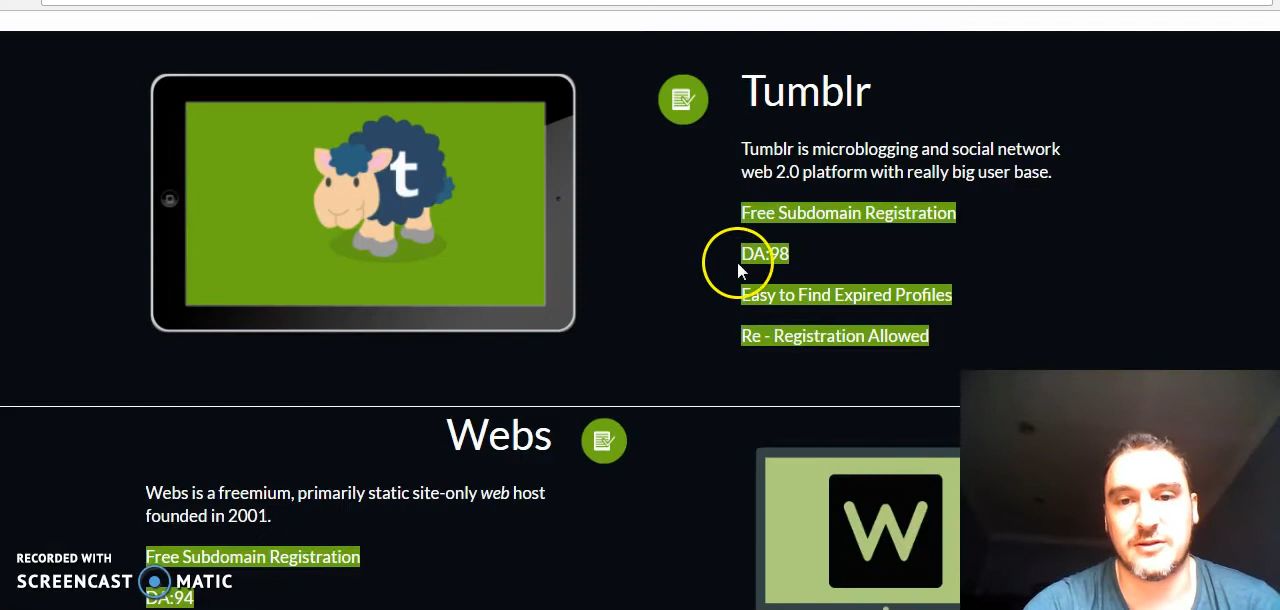 Tumblr
Tumblr is microblogging and social network
web 2.0 platform with really big user base.
Free Subdomain Registration
DA:98
Easy to Find Expired Profiles
Re - Registration Allowed
t
Webs
Webs is a freemium, primarily static site-only web host
founded in 2001.
Free Subdomain Registration
DA:94
W
RECORDED WITH
SCREENCAST MATIC